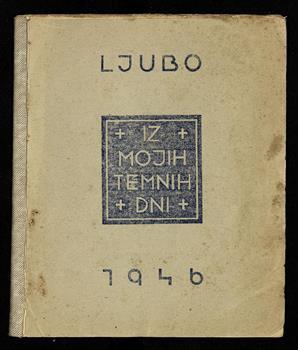 LJUBO
+ IZ +
MOJIH
TEMNIH
+ DNI +
1946